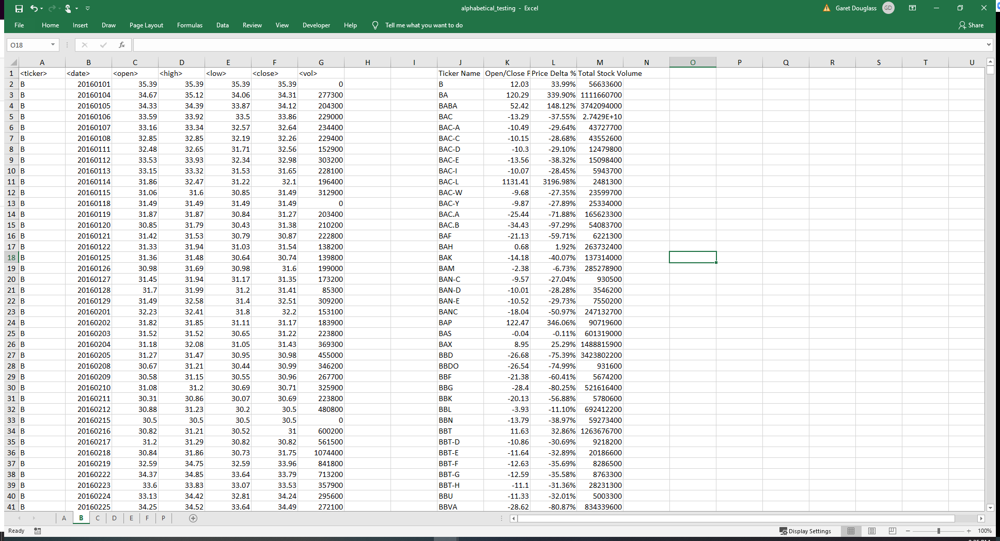 alphabetical_testing - Excel
Garet Douglass GD
File Home Insert Draw Page Layout Formulas Data Review View Developer Help Tell me what you want to do
Share
O18 fx
A B C D E F G H I J K L M N O P Q R S T U
1 <ticker> <date> <open> <high> <low> <close> <vol> Ticker Name Open/Close P Price Delta % Total Stock Volume
2 B 20160101 35.39 35.39 35.39 35.39 0 B 12.03 33.99% 56633600
3 B 20160104 34.67 35.12 34.06 34.31 277300 BA 120.29 339.90% 1111660700
4 B 20160105 34.33 34.39 33.87 34.12 204300 BABA 52.42 148.12% 3742094000
5 B 20160106 33.59 33.92 33.5 33.86 229000 BAC -13.29 -37.55% 2.7429E+10
6 B 20160107 33.16 33.34 32.57 32.64 234400 BAC-A -10.49 -29.64% 43727700
7 B 20160108 32.85 32.85 32.19 32.26 229400 BAC-C -10.15 -28.68% 43552600
8 B 20160111 32.48 32.65 31.71 32.56 152900 BAC-D -10.3 -29.10% 12479800
9 B 20160112 33.53 33.93 32.34 32.98 303200 BAC-E -13.56 -38.32% 15098400
10 B 20160113 33.15 33.32 31.53 31.65 228100 BAC-I -10.07 -28.45% 5943700
11 B 20160114 31.86 32.47 31.22 32.1 196400 BAC-L 1131.41 3196.98% 2481300
12 B 20160115 31.06 31.6 30.85 31.49 312900 BAC-W -9.68 -27.35% 23599700
13 B 20160118 31.49 31.49 31.49 31.49 0 BAC-Y -9.87 -27.89% 25334000
14 B 20160119 31.87 31.87 30.84 31.27 203400 BAC.A -25.44 -71.88% 165623300
15 B 20160120 30.85 31.79 30.43 31.38 210200 BAC.B -34.43 -97.29% 54083700
16 B 20160121 31.42 31.53 30.79 30.87 222800 BAF -21.13 -59.71% 6221300
17 B 20160122 31.33 31.94 31.03 31.54 138200 BAH 0.68 1.92% 263732400
18 B 20160125 31.36 31.48 30.64 30.74 139800 BAK -14.18 -40.07% 137314000
19 B 20160126 30.98 31.69 30.98 31.6 199000 BAM -2.38 -6.73% 285278900
20 B 20160127 31.45 31.94 31.17 31.35 173200 BAN-C -9.57 -27.04% 930500
21 B 20160128 31.7 31.99 31.2 31.41 85300 BAN-D -10.01 -28.28% 3546200
22 B 20160129 31.49 32.58 31.4 32.51 309200 BAN-E -10.52 -29.73% 7550200
23 B 20160201 32.23 32.41 31.8 32.2 153100 BANC -18.04 -50.97% 247132700
24 B 20160202 31.82 31.85 31.11 31.17 183900 BAP 122.47 346.06% 90719600
25 B 20160203 31.52 31.52 30.65 31.22 223800 BAS -0.04 -0.11% 601319000
26 B 20160204 31.18 32.08 31.05 31.43 369300 BAX 8.95 25.29% 1488815900
27 B 20160205 31.27 31.47 30.95 30.98 455000 BBD -26.68 -75.39% 3423802200
28 B 20160208 30.67 31.21 30.44 30.99 346200 BBDO -26.54 -74.99% 931600
29 B 20160209 30.58 31.15 30.55 30.96 267700 BBF -21.38 -60.41% 5674200
30 B 20160210 31.08 31.2 30.69 30.71 325900 BBG -28.4 -80.25% 521616400
31 B 20160211 30.31 30.86 30.07 30.69 223800 BBK -20.13 -56.88% 5780600
32 B 20160212 30.88 31.23 30.2 30.5 480800 BBL -3.93 -11.10% 692412200
33 B 20160215 30.5 30.5 30.5 30.5 0 BBN -13.79 -38.97% 59273400
34 B 20160216 30.82 31.21 30.52 31 600200 BBT 11.63 32.86% 1263676700
35 B 20160217 31.2 31.29 30.82 30.82 561500 BBT-D -10.86 -30.69% 9218200
36 B 20160218 30.84 31.86 30.73 31.75 1074400 BBT-E -11.64 -32.89% 20186600
37 B 20160219 32.59 34.75 32.59 33.96 841800 BBT-F -12.63 -35.69% 8286500
38 B 20160222 34.37 34.85 33.64 33.79 713200 BBT-G -12.59 -35.58% 8763300
39 B 20160223 33.6 33.83 33.07 33.53 357900 BBT-H -11.1 -31.36% 28231300
40 B 20160224 33.13 34.42 32.81 34.24 295600 BBU -11.33 -32.01% 5003300
41 B 20160225 34.25 34.52 33.64 34.49 272100 BBVA -28.62 -80.87% 834339600
A B C D E F P
Ready Display Settings 100%